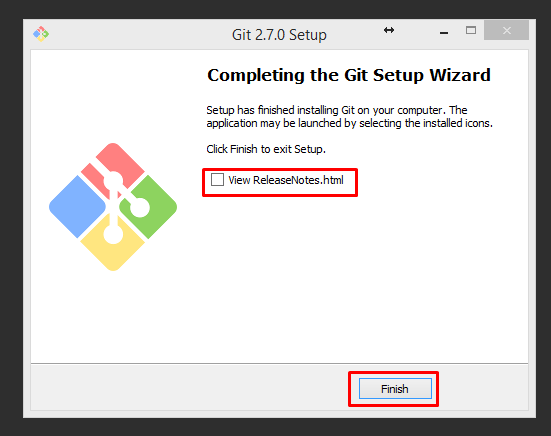 Git 2.7.0 Setup
Completing the Git Setup Wizard
Setup has finished installing Git on your computer. The
application may be launched by selecting the installed icons.
Click Finish to exit Setup.
View ReleaseNotes.html
Finish